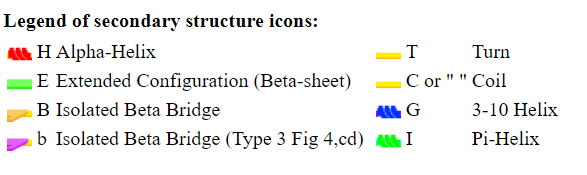 Legend of secondary structure icons:
H Alpha-Helix T Turn
E Extended Configuration (Beta-sheet) C or " " Coil
B Isolated Beta Bridge G 3-10 Helix
b Isolated Beta Bridge (Type 3 Fig 4,cd) I Pi-Helix